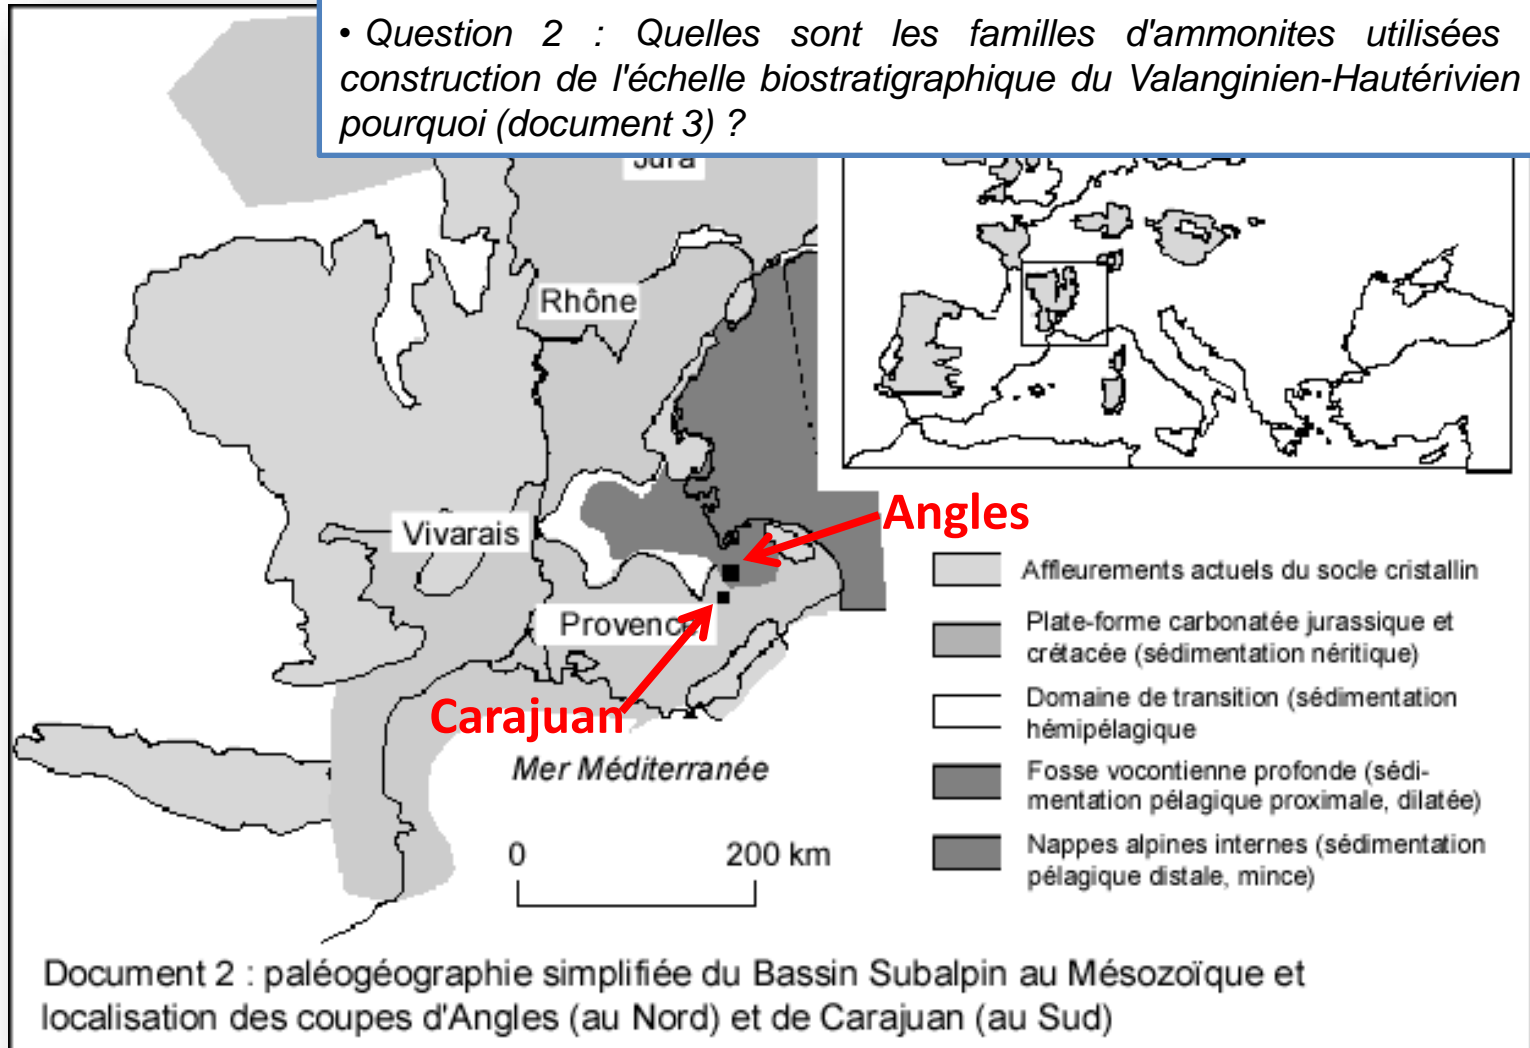 • Question 2 : Quelles sont les familles d'ammonites utilisées
construction de l'échelle biostratigraphique du Valanginien-Hautérivien
pourquoi (document 3) ?
Jura
Rhône
Vivarais
Angles
Provence
Carajuan
Mer Méditerranée
0 200 km
Affleurements actuels du socle cristallin
Plate-forme carbonatée jurassique et
crétacée (sédimentation néritique)
Domaine de transition (sédimentation
hémipélagique
Fosse vocontienne profonde (sédi-
mentation pélagique proximale, dilatée)
Nappes alpines internes (sédimentation
pélagique distale, mince)
Document 2 : paléogéographie simplifiée du Bassin Subalpin au Mésozoïque et
localisation des coupes d'Angles (au Nord) et de Carajuan (au Sud)